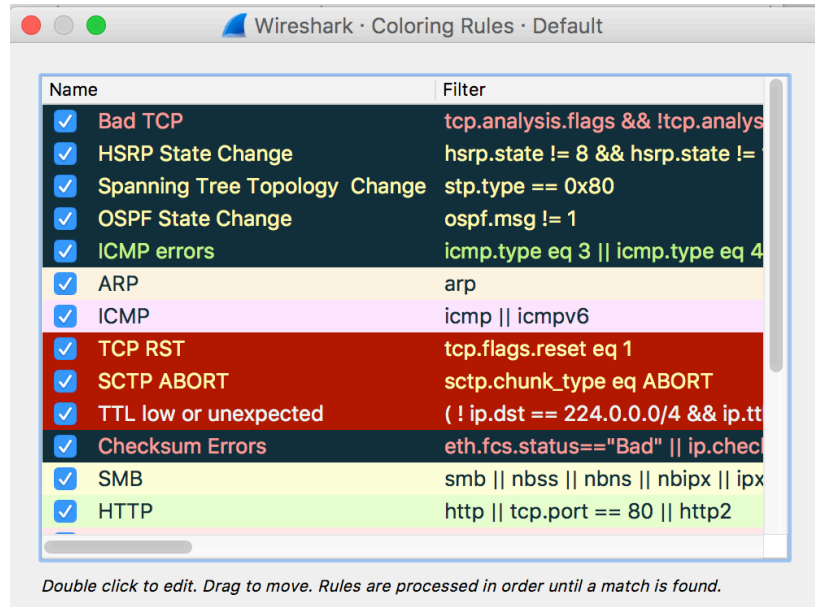 Wireshark · Coloring Rules · Default
Name Filter
Bad TCP tcp.analysis.flags && !tcp.analys
HSRP State Change hsrp.state != 8 && hsrp.state !=
Spanning Tree Topology  Change stp.type == 0x80
OSPF State Change ospf.msg != 1
ICMP errors icmp.type eq 3 || icmp.type eq 4
ARP arp
ICMP icmp || icmpv6
TCP RST tcp.flags.reset eq 1
SCTP ABORT sctp.chunk_type eq ABORT
TTL low or unexpected ( ! ip.dst == 224.0.0.0/4 && ip.tt
Checksum Errors eth.fcs.status=="Bad" || ip.chec
SMB smb || nbss || nbns || nbipx || ipx
HTTP http || tcp.port == 80 || http2
Double click to edit. Drag to move. Rules are processed in order until a match is found.